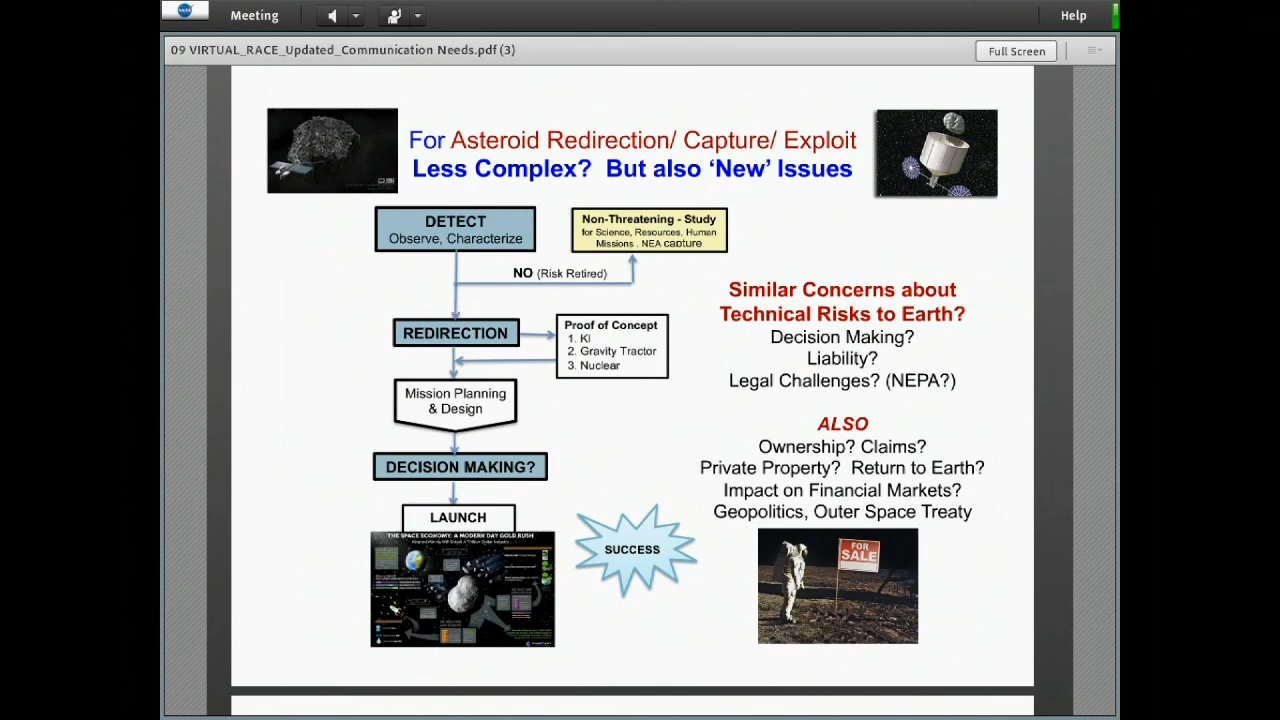 Meeting
Help
09 VIRTUAL_RACE_Updated_Communication Needs.pdf (3)
Full Screen
For Asteroid Redirection/ Capture/ Exploit
Less Complex? But also ‘New’ Issues
DSI
DETECT
Observe, Characterize
Non-Threatening - Study
for Science, Resources, Human
Missions . NEA capture
NO (Risk Retired)
REDIRECTION
Proof of Concept
1. KI
2. Gravity Tractor
3. Nuclear
Mission Planning
& Design
DECISION MAKING?
LAUNCH
THE SPACE ECONOMY: A MODERN DAY GOLD RUSH
SUCCESS
Similar Concerns about
Technical Risks to Earth?
Decision Making?
Liability?
Legal Challenges? (NEPA?)
ALSO
Ownership? Claims?
Private Property? Return to Earth?
Impact on Financial Markets?
Geopolitics, Outer Space Treaty
FOR
SALE